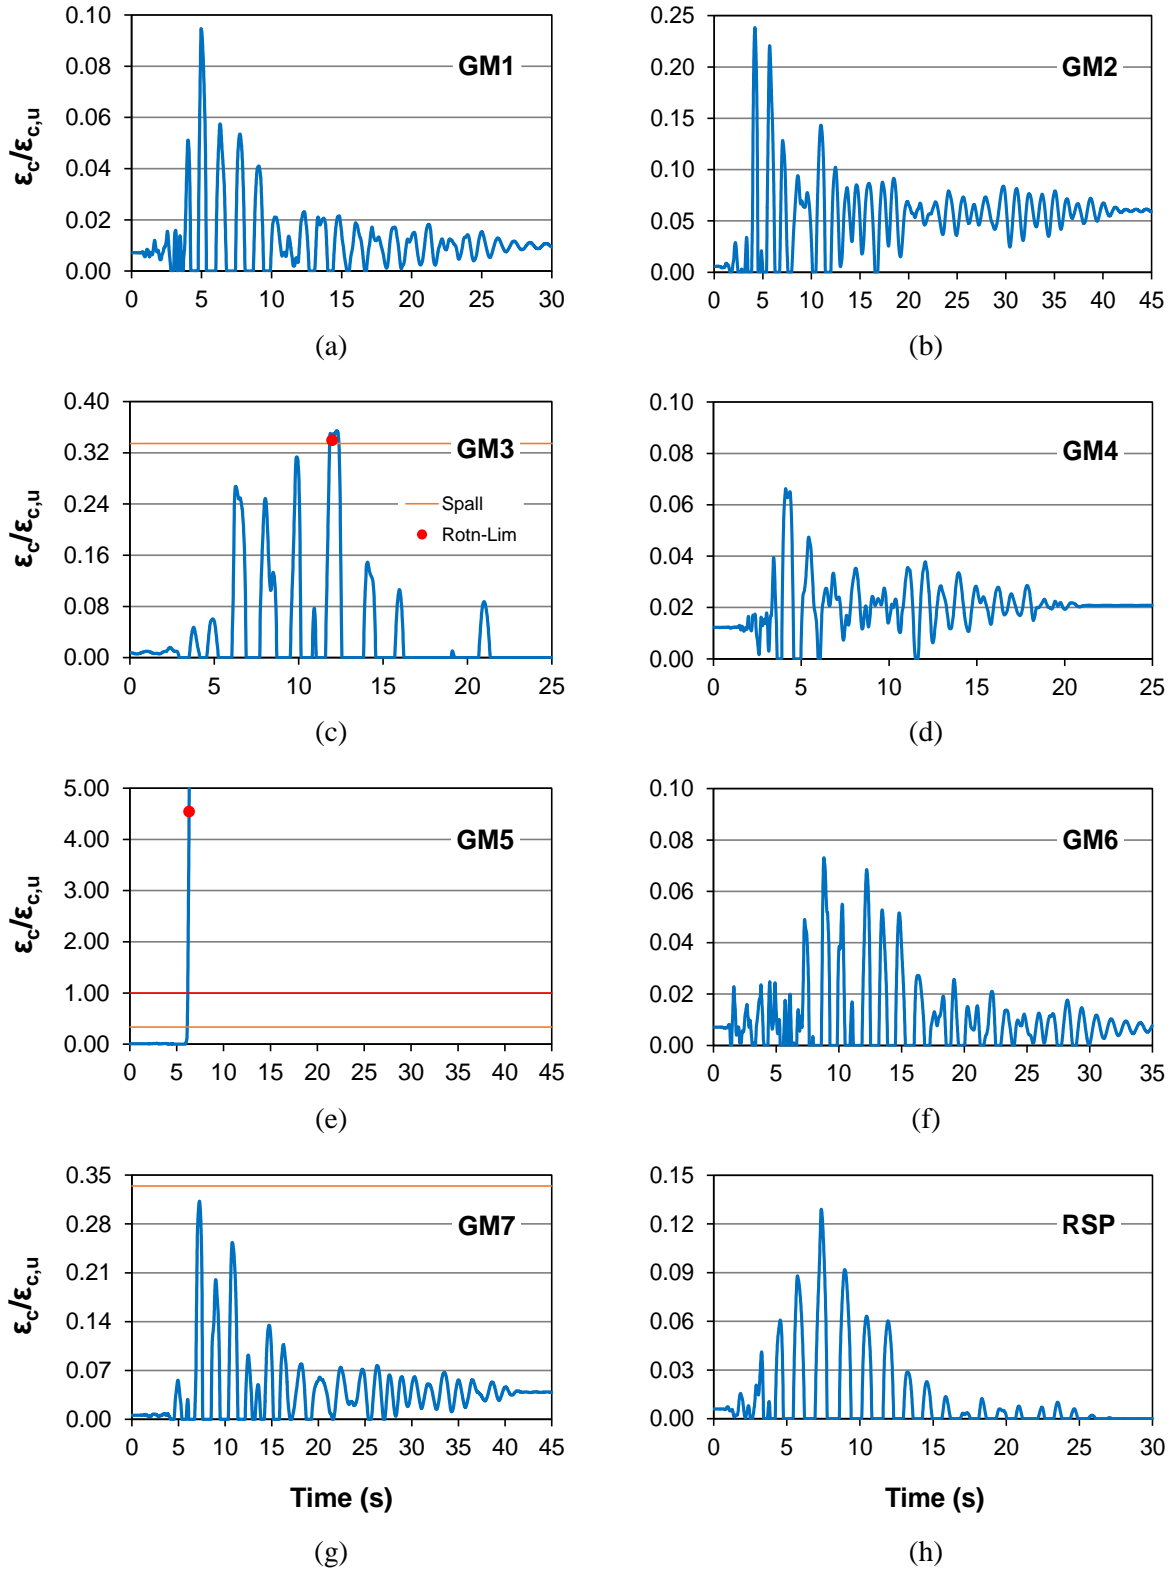 0.10
0.08
0.06
0.04
0.02
0.00
εc/εc,u
GM1
0 5 10 15 20 25 30
(a)
0.25
0.20
0.15
0.10
0.05
0.00
GM2
0 5 10 15 20 25 30 35 40 45
(b)
0.40
0.32
0.24
0.16
0.08
0.00
εc/εc,u
GM3
Spall
Rotn-Lim
0 5 10 15 20 25
(c)
0.10
0.08
0.06
0.04
0.02
0.00
GM4
0 5 10 15 20 25
(d)
5.00
4.00
3.00
2.00
1.00
0.00
εc/εc,u
GM5
0 5 10 15 20 25 30 35 40 45
(e)
0.10
0.08
0.06
0.04
0.02
0.00
GM6
0 5 10 15 20 25 30 35
(f)
0.35
0.28
0.21
0.14
0.07
0.00
εc/εc,u
GM7
0 5 10 15 20 25 30 35 40 45
Time (s)
(g)
0.15
0.12
0.09
0.06
0.03
0.00
RSP
0 5 10 15 20 25 30
Time (s)
(h)